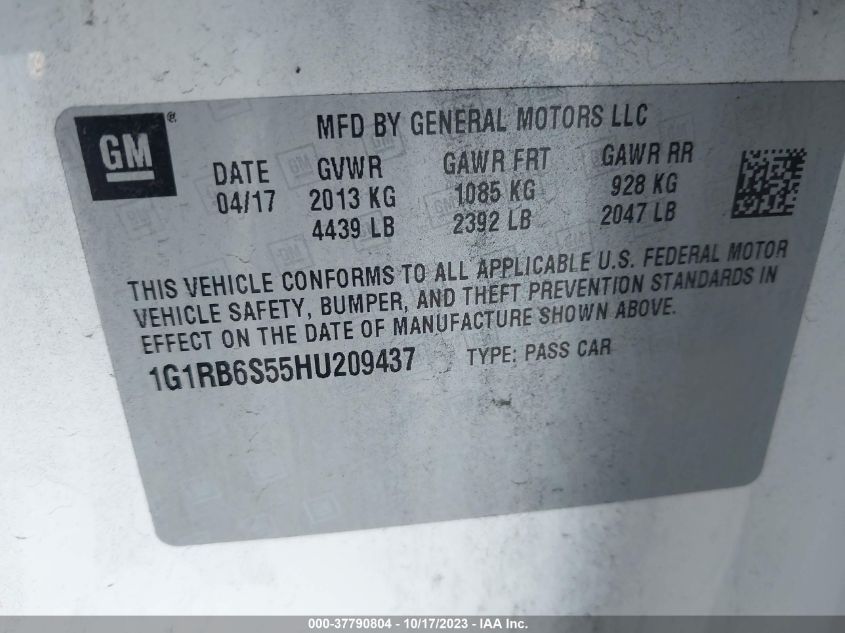 GM®
MFD BY GENERAL MOTORS LLC
DATE GVWR GAWR FRT GAWR RR
04/17 2013 KG 1085 KG 928 KG
4439 LB 2392 LB 2047 LB
THIS VEHICLE CONFORMS TO ALL APPLICABLE U.S. FEDERAL MOTOR
VEHICLE SAFETY, BUMPER, AND THEFT PREVENTION STANDARDS IN
EFFECT ON THE DATE OF MANUFACTURE SHOWN ABOVE.
1G1RB6S55HU209437 TYPE: PASS CAR
000-37790804 - 10/17/2023 - IAA Inc.